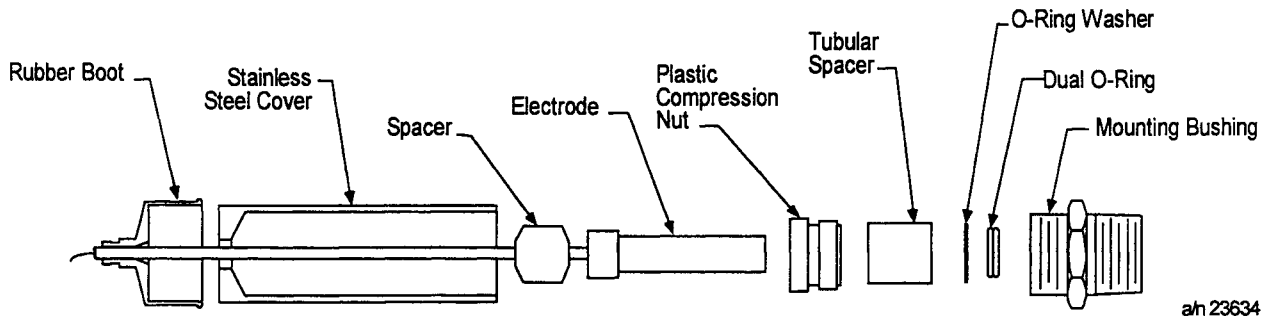 Rubber Boot
Stainless
Steel Cover
Spacer
Electrode
Plastic
Compression
Nut
Tubular
Spacer
O-Ring Washer
Dual O-Ring
Mounting Bushing
a/n 23634